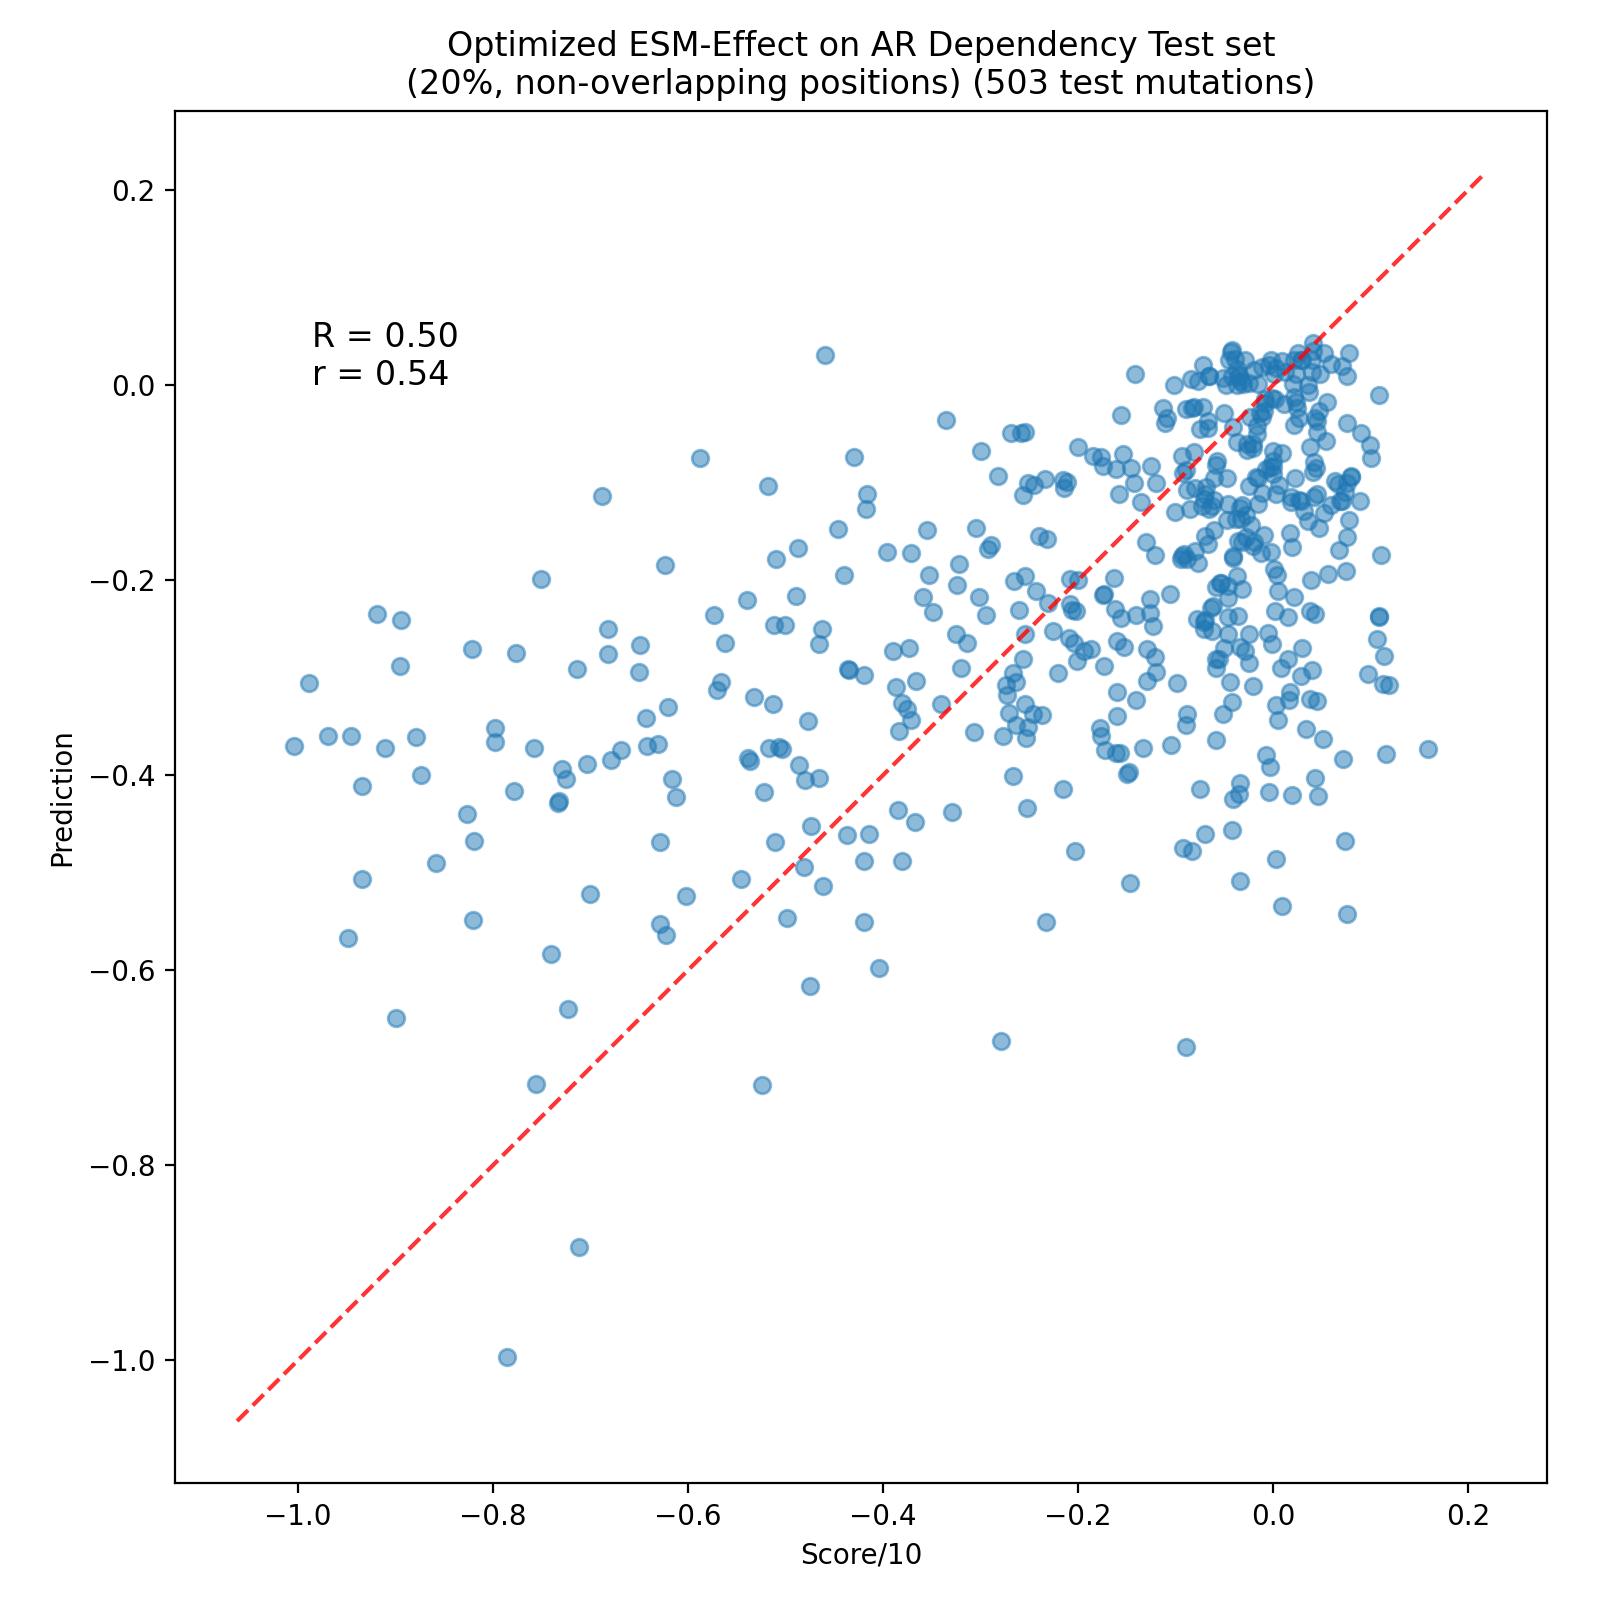 Optimized ESM-Effect on AR Dependency Test set
(20%, non-overlapping positions) (503 test mutations)
0.2
R = 0.50
r = 0.54
0.0
−0.2
−0.4
Prediction
−0.6
−0.8
−1.0
−1.0 −0.8 −0.6 −0.4 −0.2 0.0 0.2
Score/10